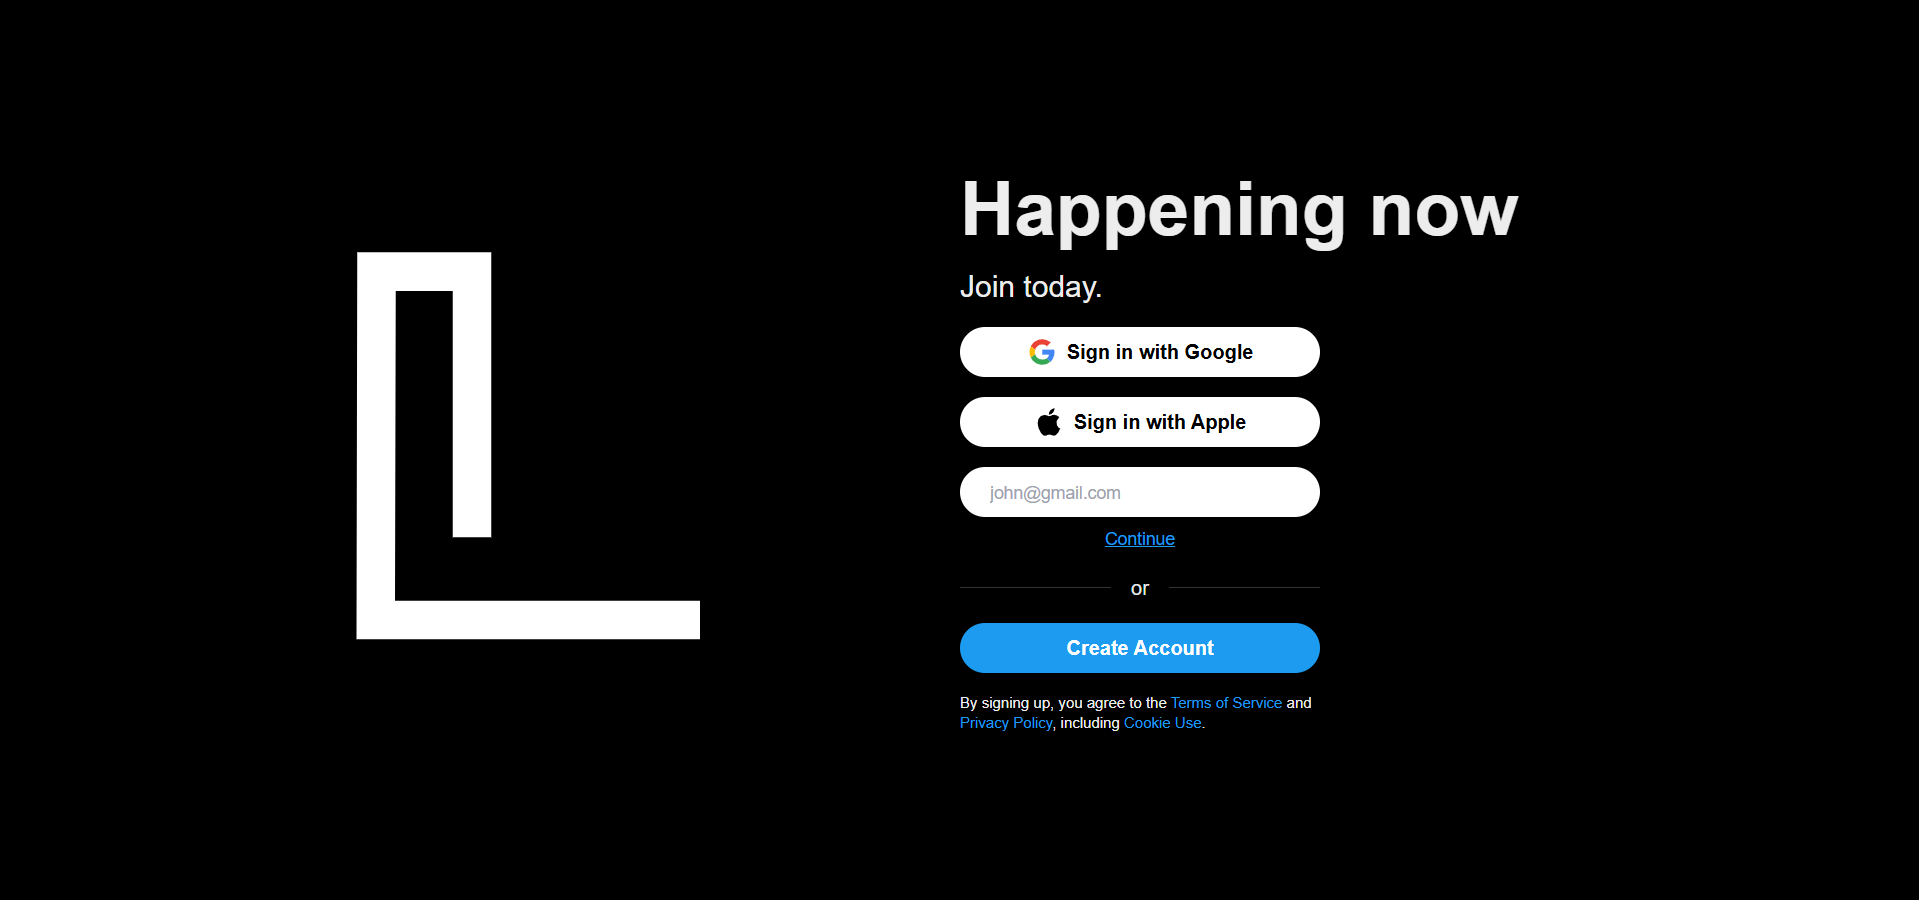 Happening now
Join today.
Sign in with Google
Sign in with Apple
john@gmail.com
Continue
or
Create Account
By signing up, you agree to the Terms of Service and
Privacy Policy, including Cookie Use.